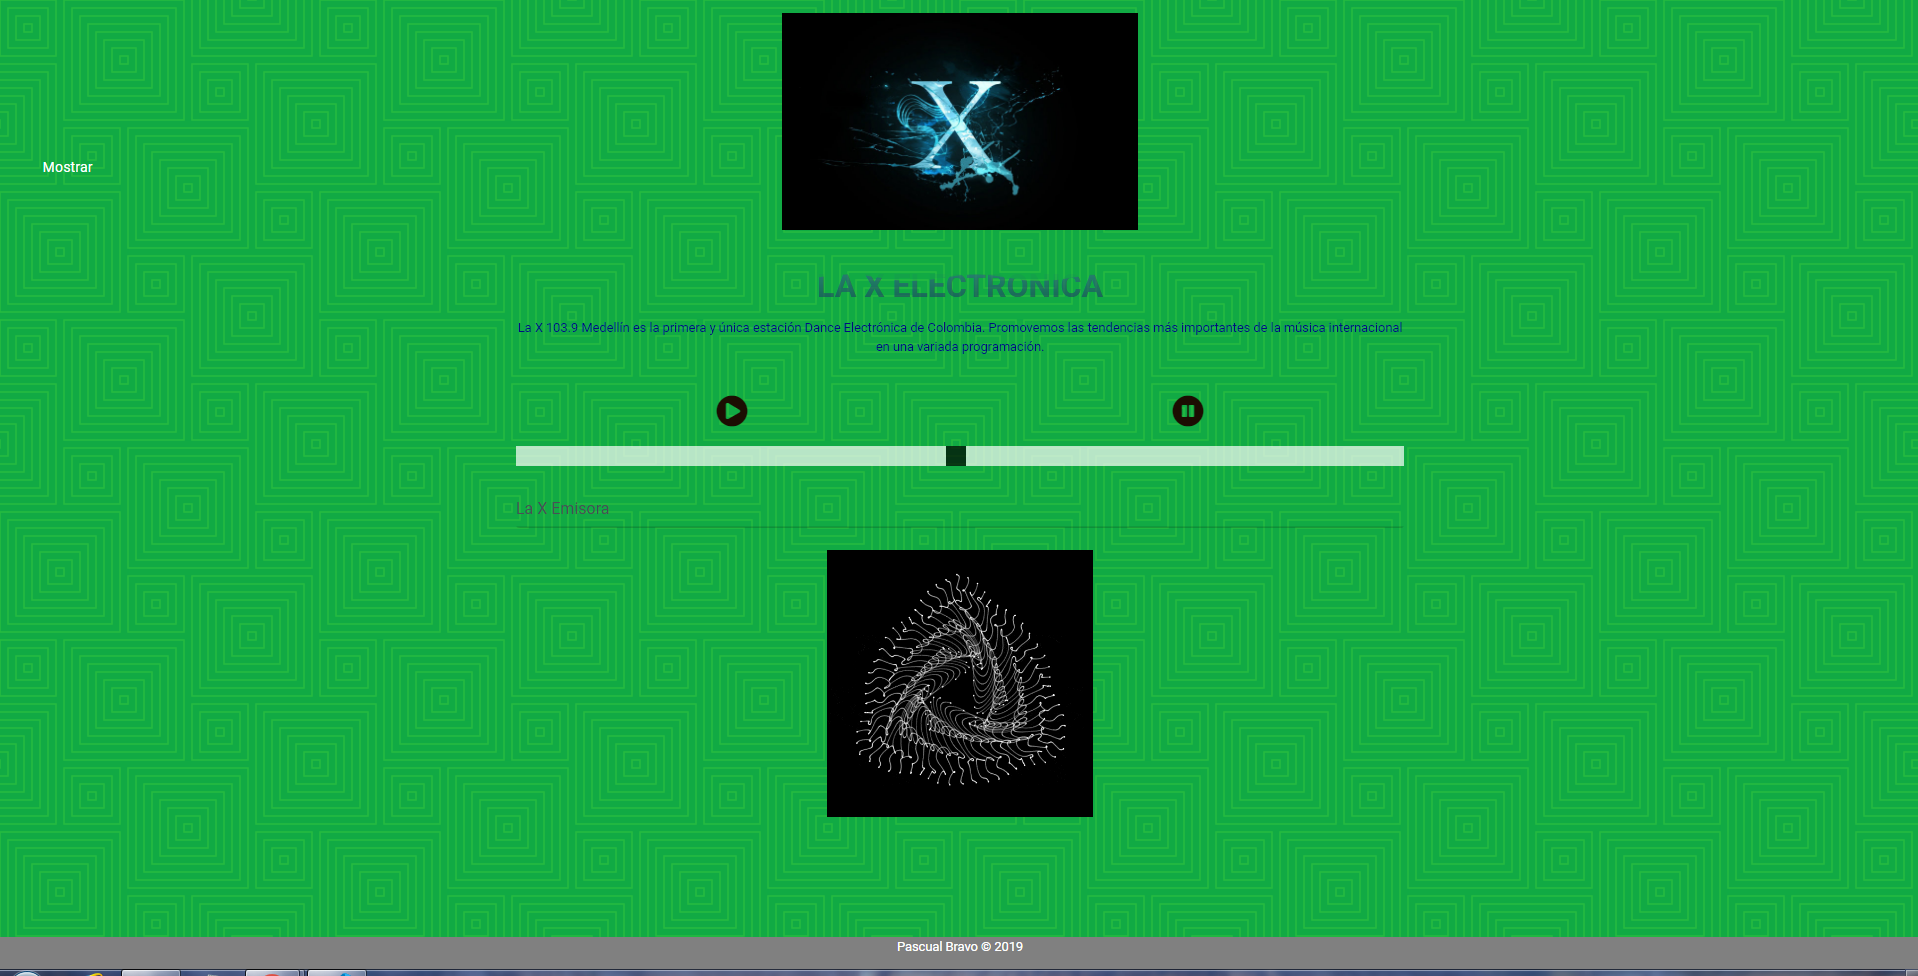 X
Mostrar
LA X ELECTRONICA
La X 103.9 Medellín es la primera y única estación Dance Electrónica de Colombia. Promovemos las tendencias más importantes de la música internacional
en una variada programación.
La X Emisora
Pascual Bravo © 2019